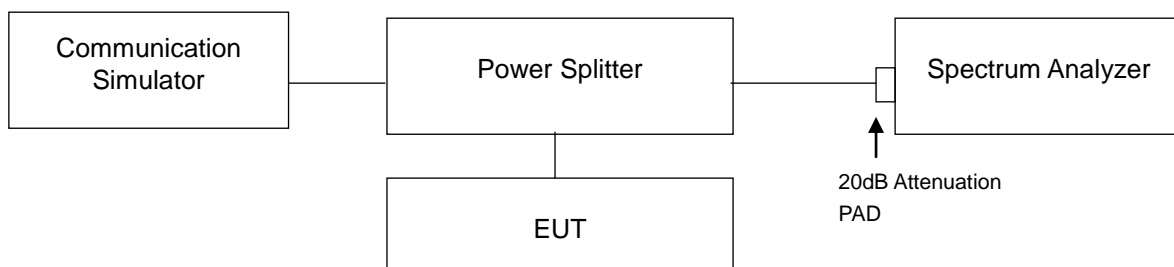 Communication
Simulator
Power Splitter
Spectrum Analyzer
20dB Attenuation
PAD
EUT